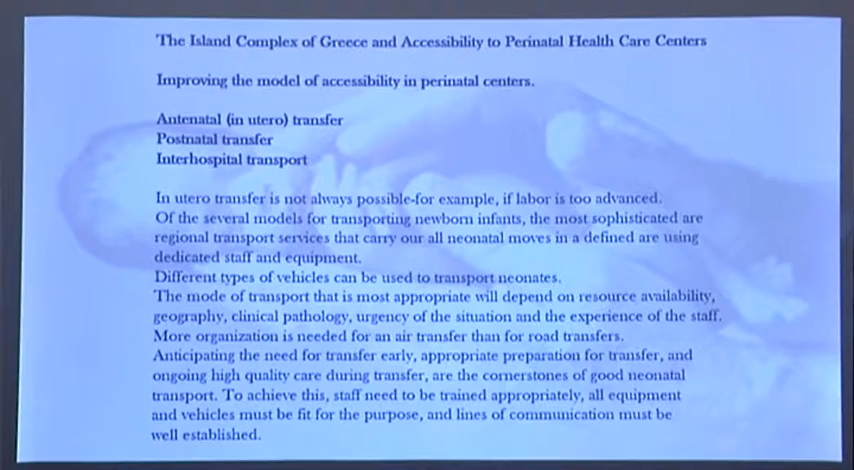 The Island Complex of Greece and Accessibility to Perinatal Health Care Centers
Improving the model of accessibility in perinatal centers.
Antenatal (in utero) transfer
Postnatal transfer
Interhospital transport
In utero transfer is not always possible-for example, if labor is too advanced.
Of the several models for transporting newborn infants, the most sophisticated are
regional transport services that carry our all neonatal moves in a defined are using
dedicated staff and equipment.
Different types of vehicles can be used to transport neonates.
The mode of transport that is most appropriate will depend on resource availability,
geography, clinical pathology, urgency of the situation and the experience of the staff.
More organization is needed for an air transfer than for road transfers.
Anticipating the need for transfer early, appropriate preparation for transfer, and
ongoing high quality care during transfer, are the cornerstones of good neonatal
transport. To achieve this, staff need to be trained appropriately, all equipment
and vehicles must be fit for the purpose, and lines of communication must be
well established.